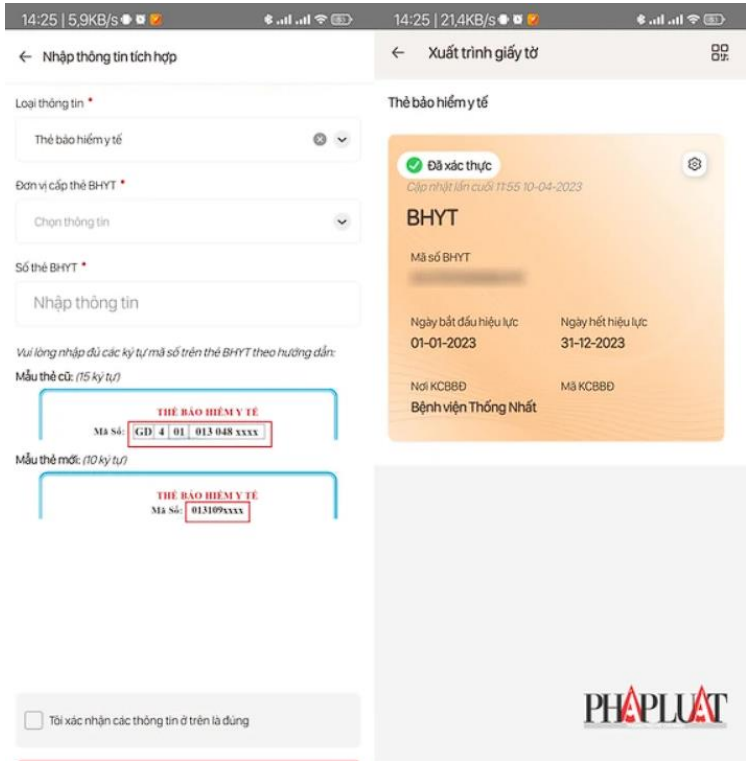 14:25 | 5,9KB/s
Nhập thông tin tích hợp
Loại thông tin *
Thẻ bảo hiểm y tế
Đơn vị cấp thẻ BHYT *
Chọn thông tin
Số thẻ BHYT *
Nhập thông tin
Vui lòng nhập đủ các ký tự mã số trên thẻ BHYT theo hướng dẫn:
Mẫu thẻ cũ: (15 ký tự)
THẺ BẢO HIỂM Y TẾ
Mã Số: GD 4 01 013 048 xxxx
Mẫu thẻ mới: (10 ký tự)
THẺ BẢO HIỂM Y TẾ
Mã Số: 013109xxxx
Tôi xác nhận các thông tin ở trên là đúng
14:25 | 21,4KB/s
Xuất trình giấy tờ
Thẻ bảo hiểm y tế
Đã xác thực
Cập nhật lần cuối 11:55 10-04-2023
BHYT
Mã số BHYT
Ngày bắt đầu hiệu lực Ngày hết hiệu lực
01-01-2023 31-12-2023
Nơi KCBBĐ Mã KCBBĐ
Bệnh viện Thống Nhất
PHÁPLUẬT